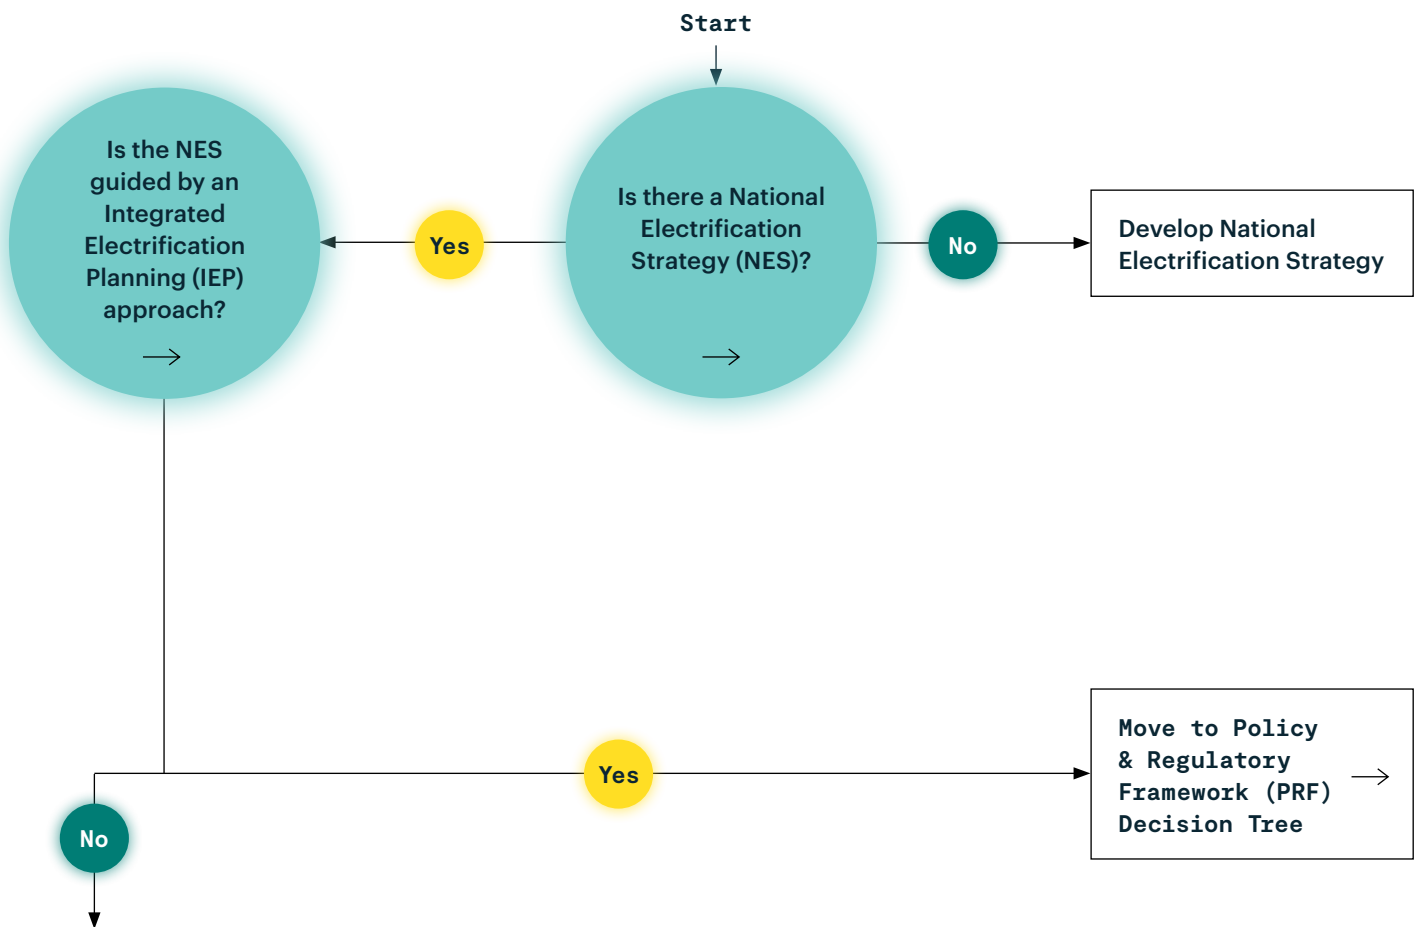 Start
Is the NES
guided by an
Integrated
Electrification
Planning (IEP)
approach?
Yes
Is there a National
Electrification
Strategy (NES)?
No
Develop National
Electrification Strategy
Yes
Move to Policy
& Regulatory
Framework (PRF)
Decision Tree
No